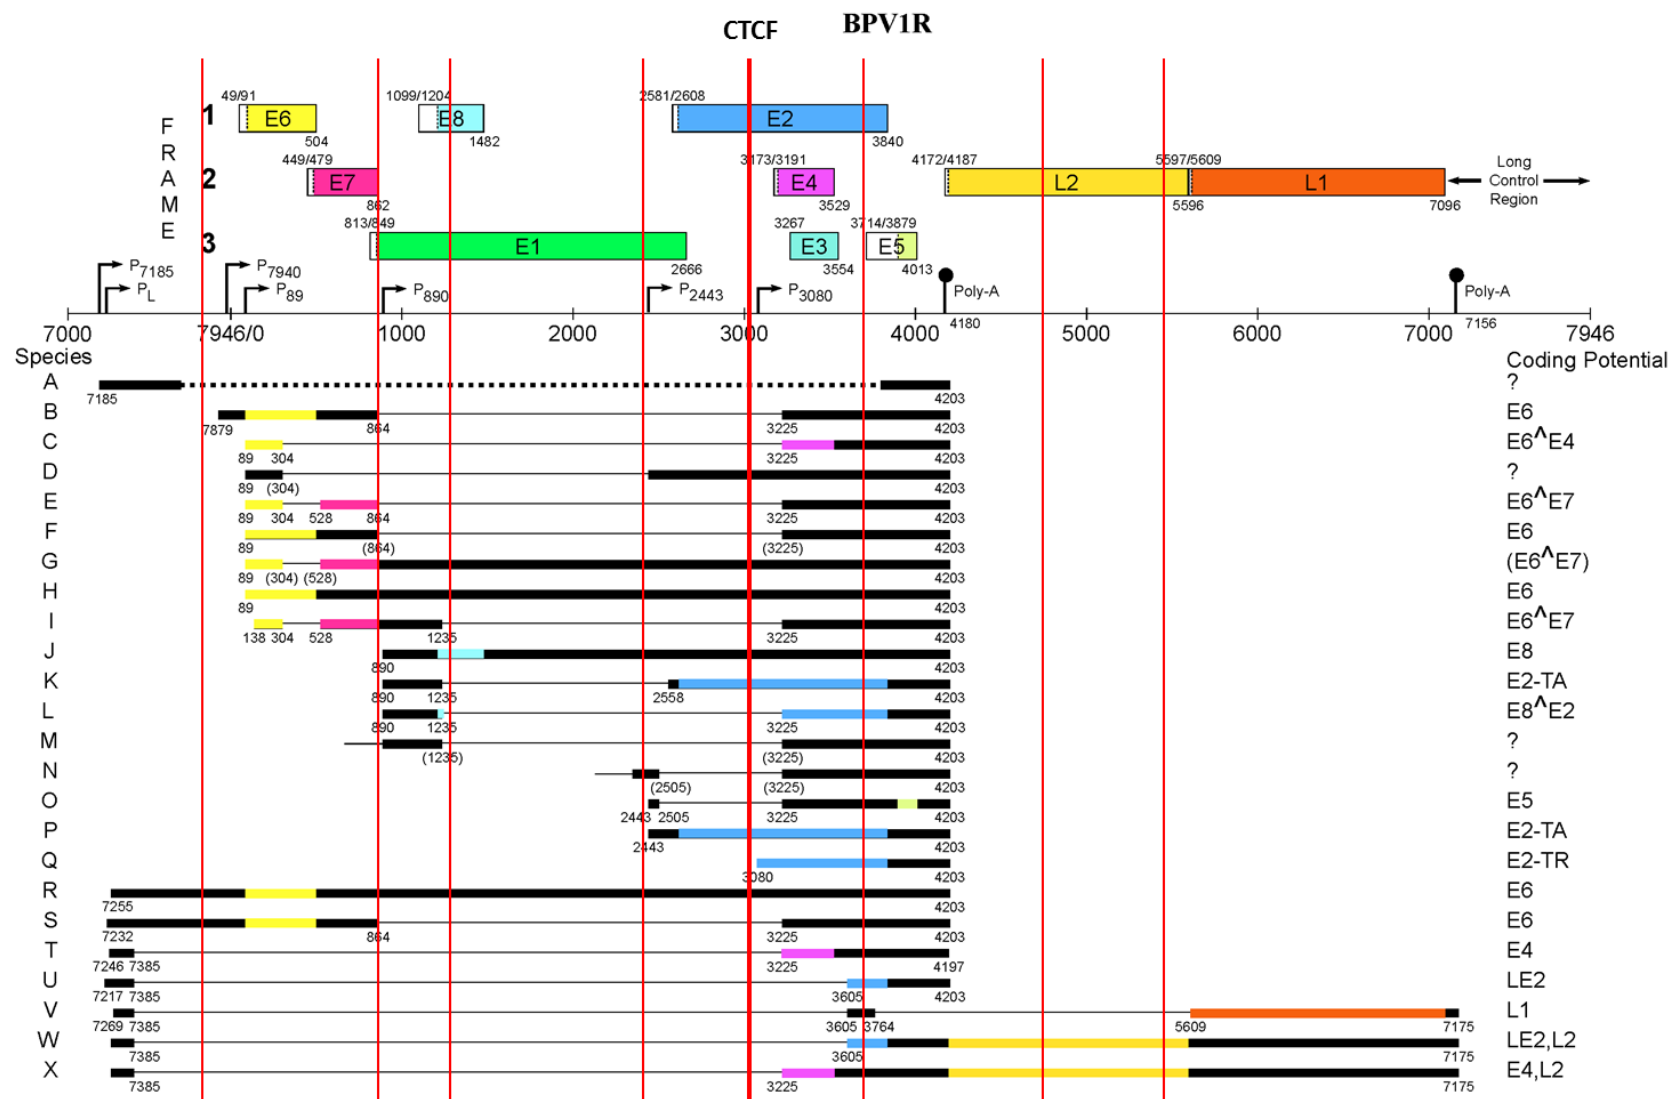 CTCF BPV1R
FRAME
1 49/91 E6 504 1099/1204 E8 1482 2581/2608 E2 3840
2 449/479 E7 862 3173/3191 E4 3529 4172/4187 L2 5596 5597/5609 L1 7096
Long
Control
Region
3 813/849 E1 2666 3267 E3 3554 3714/3879 E5 4013
P7185 PL P7940 P89 P890 P2443 P3080 Poly-A 4180 Poly-A 7156
7000 7946/0 1000 2000 3000 4000 5000 6000 7000 7946
Species Coding Potential
A ?
7185 4203
B E6
7879 864 3225 4203
C E6^E4
89 304 3225 4203
D ?
89 (304) 4203
E E6^E7
89 304 528 864 3225 4203
F E6
89 (864) (3225) 4203
G (E6^E7)
89 (304) (528) 4203
H E6
89 4203
I E6^E7
138 304 528 1235 3225 4203
J E8
890 4203
K E2-TA
890 1235 2558 4203
L E8^E2
890 1235 3225 4203
M ?
(1235) (3225) 4203
N ?
(2505) (3225) 4203
O E5
2443 2505 3225 4203
P E2-TA
2443 4203
Q E2-TR
3080 4203
R E6
7255 4203
S E6
7232 864 3225 4203
T E4
7246 7385 3225 4197
U LE2
7217 7385 3605 4203
V L1
7269 7385 3605 3764 5609 7175
W LE2,L2
7385 3605 7175
X E4,L2
7385 3225 7175